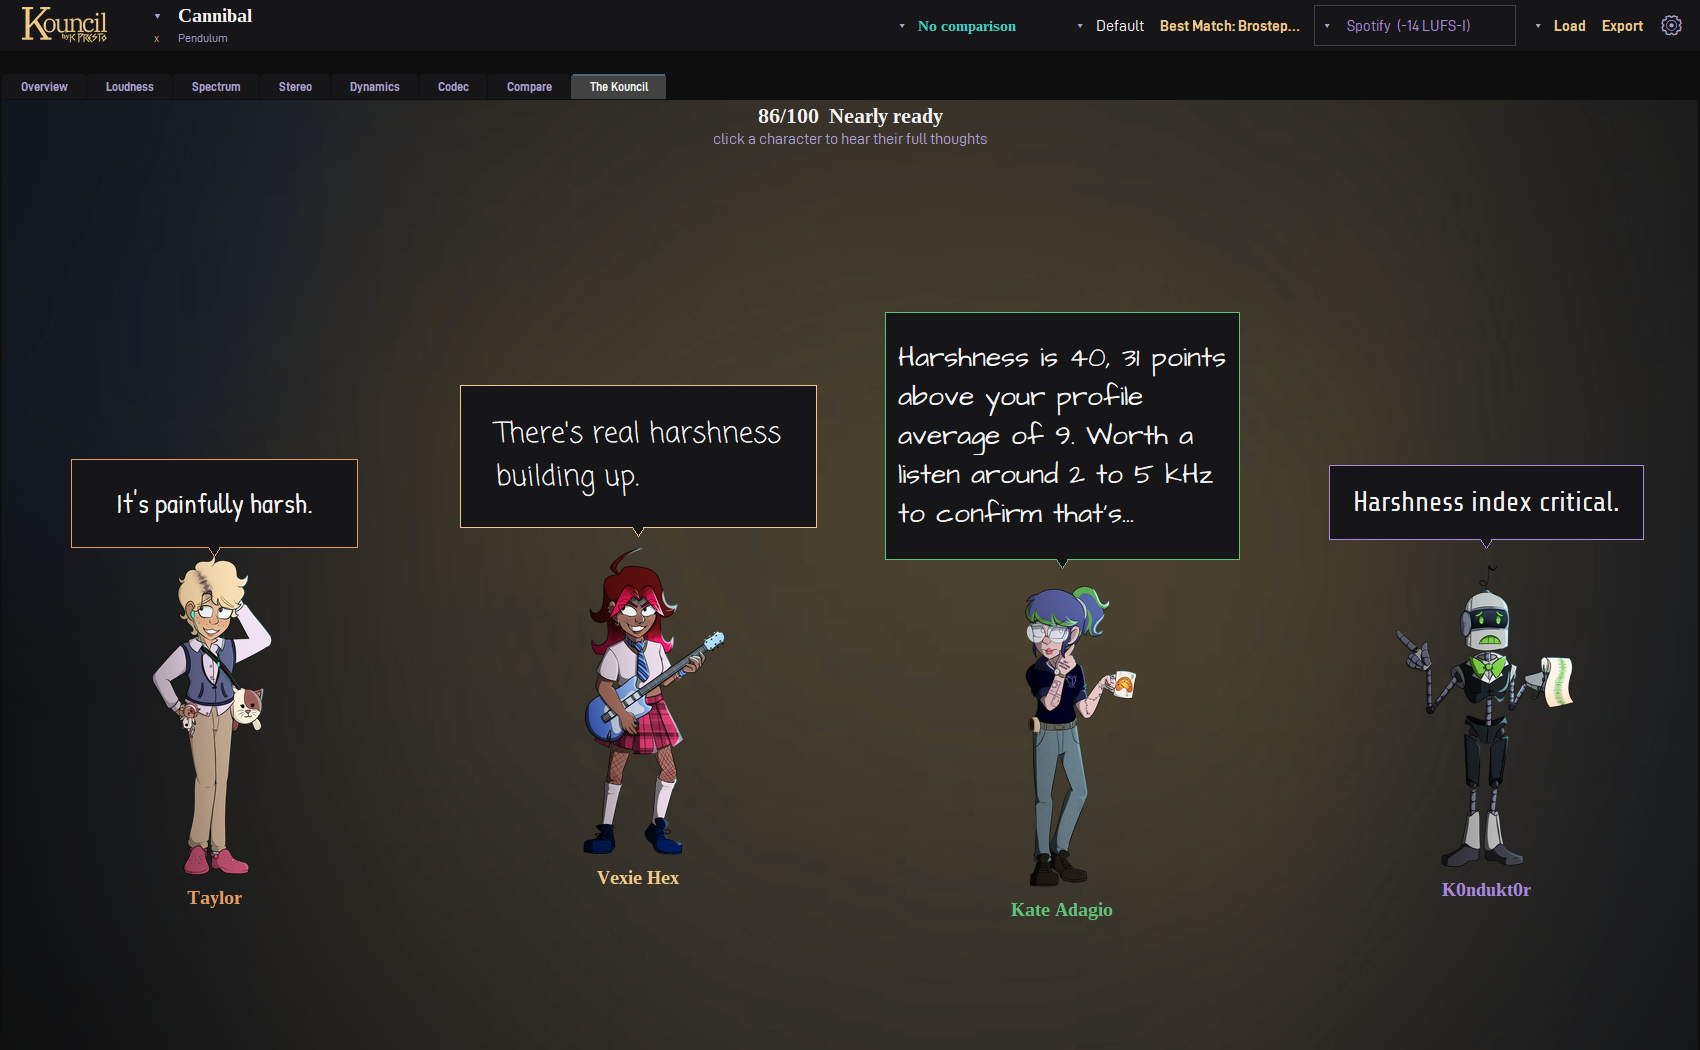 Kouncil
by K PRESTO
Cannibal
x Pendulum
No comparison
Default
Best Match: Brostep...
Spotify (-14 LUFS-I)
Load
Export
Overview
Loudness
Spectrum
Stereo
Dynamics
Codec
Compare
The Kouncil
86/100 Nearly ready
click a character to hear their full thoughts
It's painfully harsh.
There's real harshness
building up.
Harshness is 40, 31 points
above your profile
average of 9. Worth a
listen around 2 to 5 kHz
to confirm that's...
Harshness index critical.
Taylor
Vexie Hex
Kate Adagio
K0ndukt0r